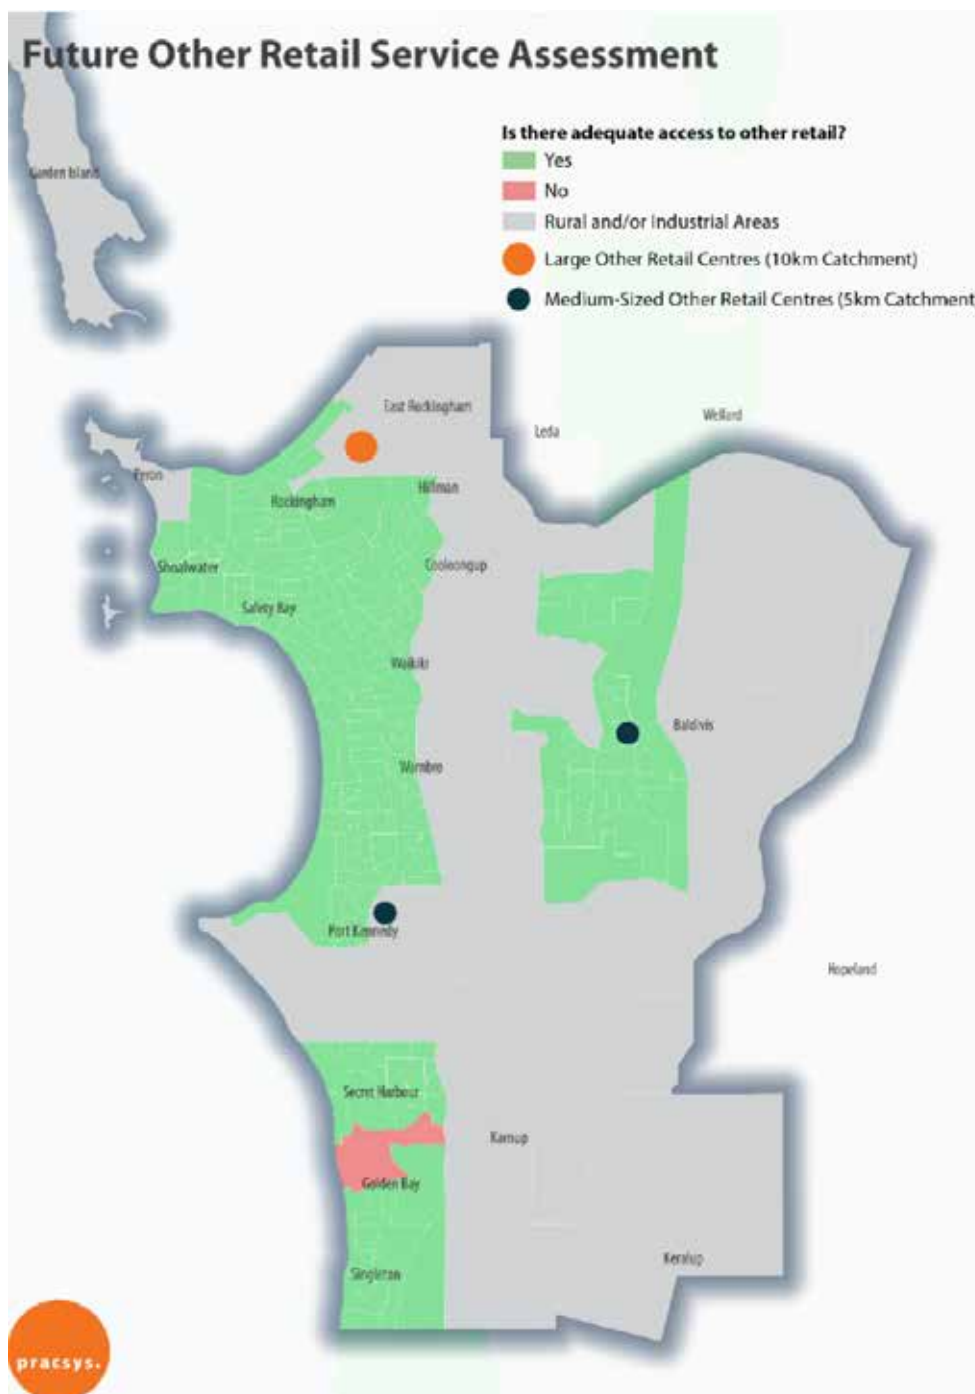 Future Other Retail Service Assessment
Is there adequate access to other retail?
Yes
No
Rural and/or Industrial Areas
Large Other Retail Centres (10km Catchment)
Medium-Sized Other Retail Centres (5km Catchment
Garden Island
East Rockingham
Leda
Wellard
Peron
Rockingham
Hillman
Shoalwater
Cooloongup
Safety Bay
Waikiki
Baldivis
Warnbro
Port Kennedy
Hopeland
Secret Harbour
Karnup
Golden Bay
Keralup
Singleton
pracsys.